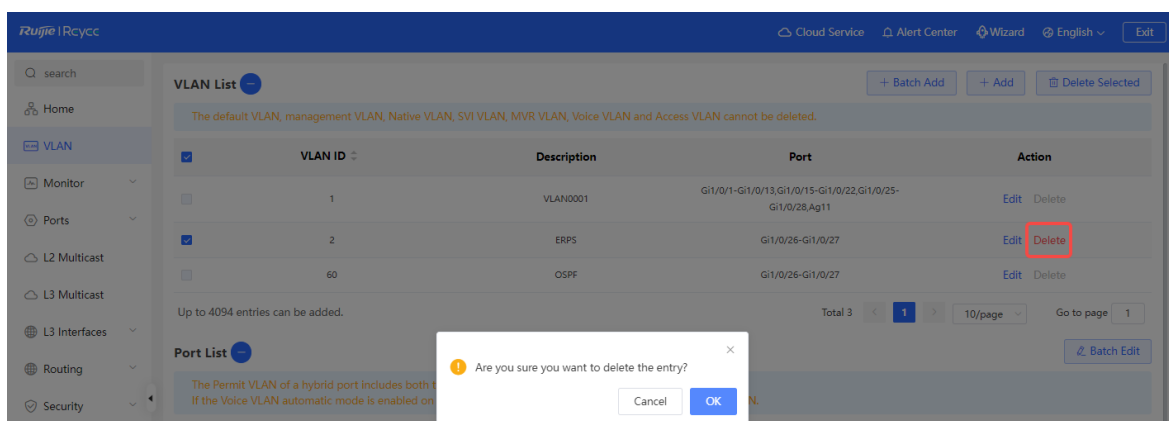 Ruijie | Rcycc
Cloud Service Alert Center Wizard English Exit
search
Home
VLAN
Monitor
Ports
L2 Multicast
L3 Multicast
L3 Interfaces
Routing
Security
VLAN List
+ Batch Add + Add Delete Selected
The default VLAN, management VLAN, Native VLAN, SVI VLAN, MVR VLAN, Voice VLAN and Access VLAN cannot be deleted.
VLAN ID Description Port Action
1 VLAN0001 Gi1/0/1-Gi1/0/13,Gi1/0/15-Gi1/0/22,Gi1/0/25-
Gi1/0/28,Ag11 Edit Delete
2 ERPS Gi1/0/26-Gi1/0/27 Edit Delete
60 OSPF Gi1/0/26-Gi1/0/27 Edit Delete
Up to 4094 entries can be added.
Total 3 < 1 > 10/page Go to page 1
Port List
Batch Edit
The Permit VLAN of a hybrid port includes both t
If the Voice VLAN automatic mode is enabled on
N.
Are you sure you want to delete the entry?
Cancel OK